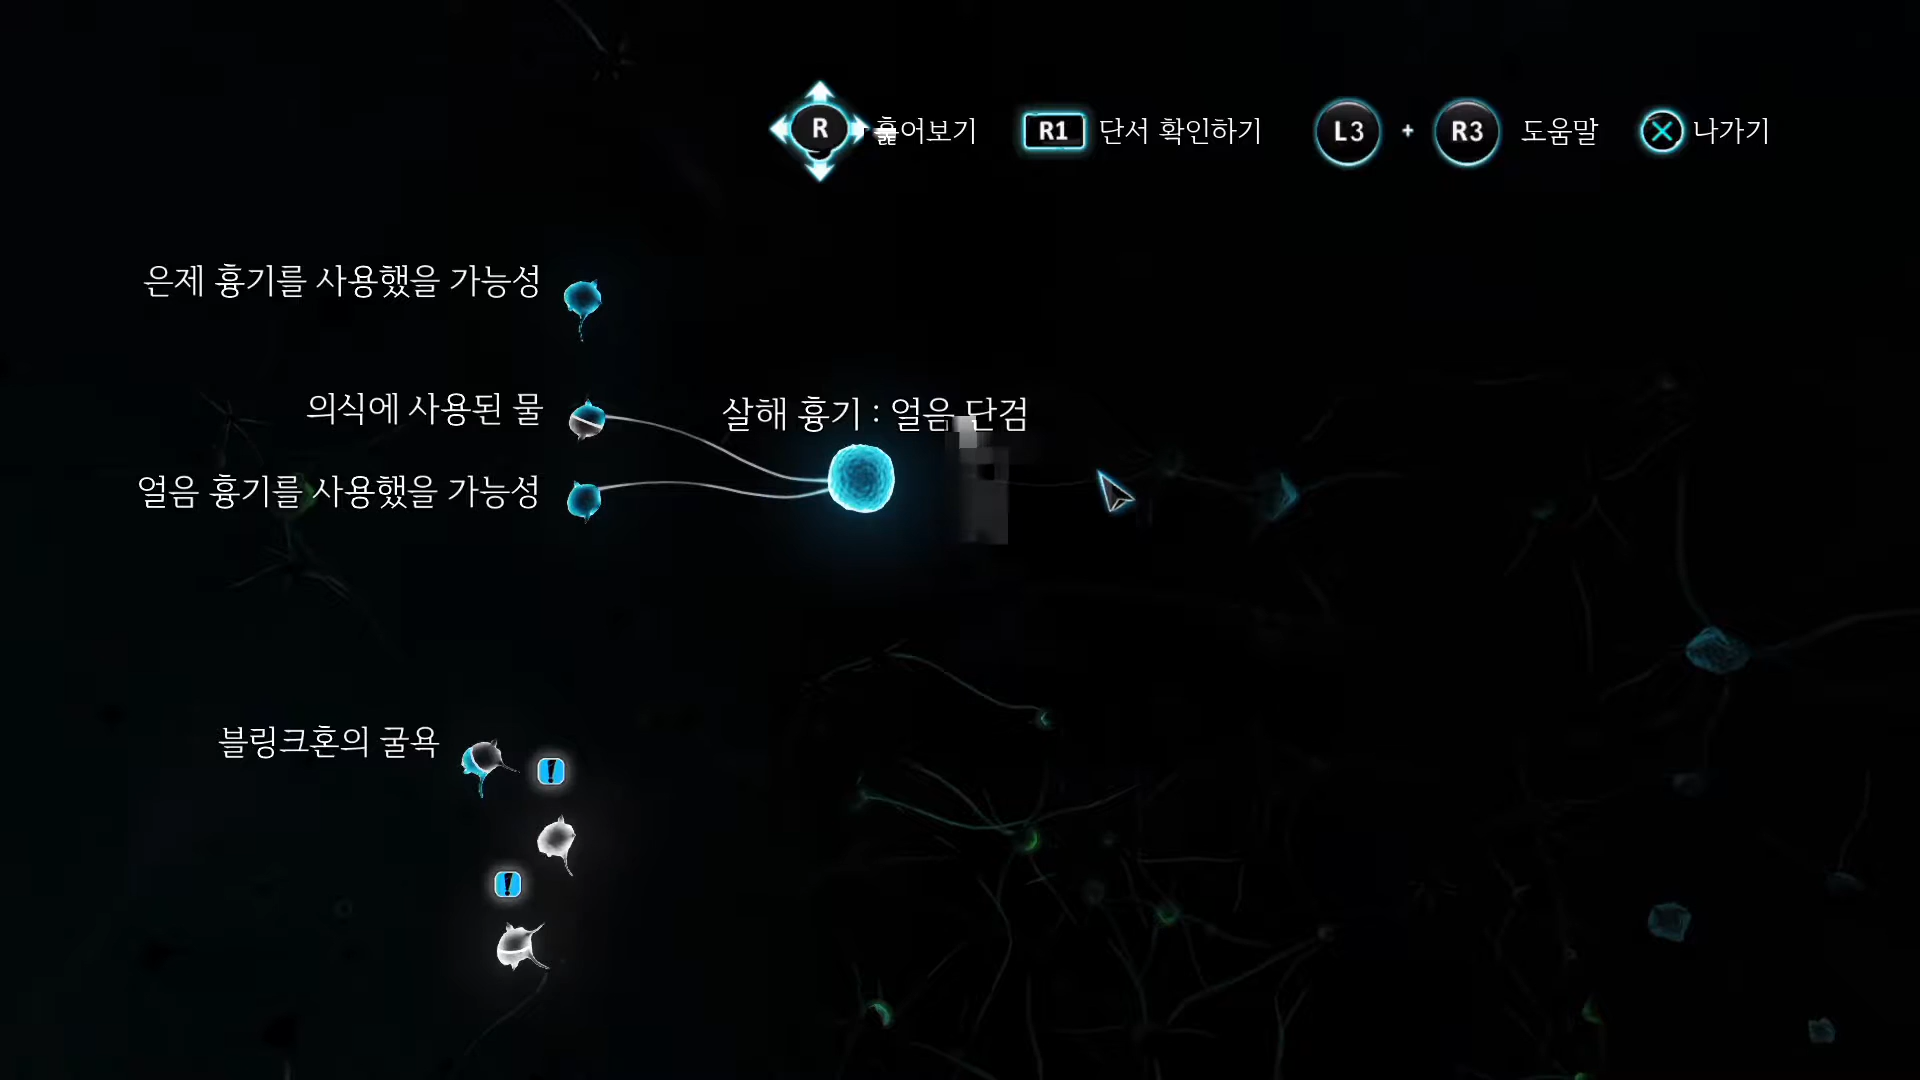 R 훑어보기 R1 단서 확인하기 L3 + R3 도움말 나가기
은제 흉기를 사용했을 가능성
의식에 사용된 물
살해 흉기 : 얼음 단검
얼음 흉기를 사용했을 가능성
블링크혼의 굴욕